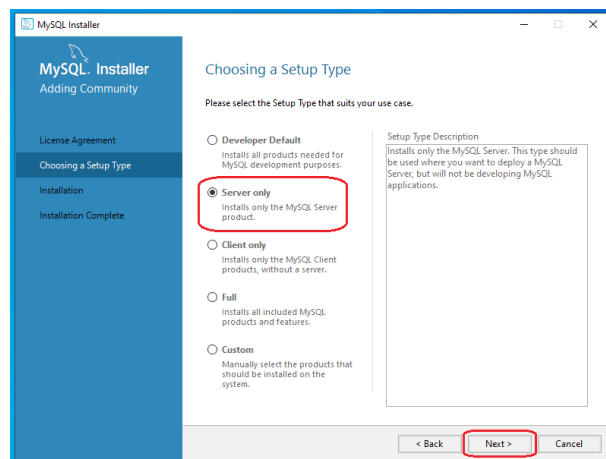 MySQL Installer
MySQL. Installer
Adding Community
License Agreement
Choosing a Setup Type
Installation
Installation Complete
Choosing a Setup Type
Please select the Setup Type that suits your use case.
Developer Default
Installs all products needed for
MySQL development purposes.
Server only
Installs only the MySQL Server
product.
Client only
Installs only the MySQL Client
products, without a server.
Full
Installs all included MySQL
products and features.
Custom
Manually select the products that
should be installed on the
system.
Setup Type Description
Installs only the MySQL Server. This type should
be used where you want to deploy a MySQL
Server, but will not be developing MySQL
applications.
< Back
Next >
Cancel